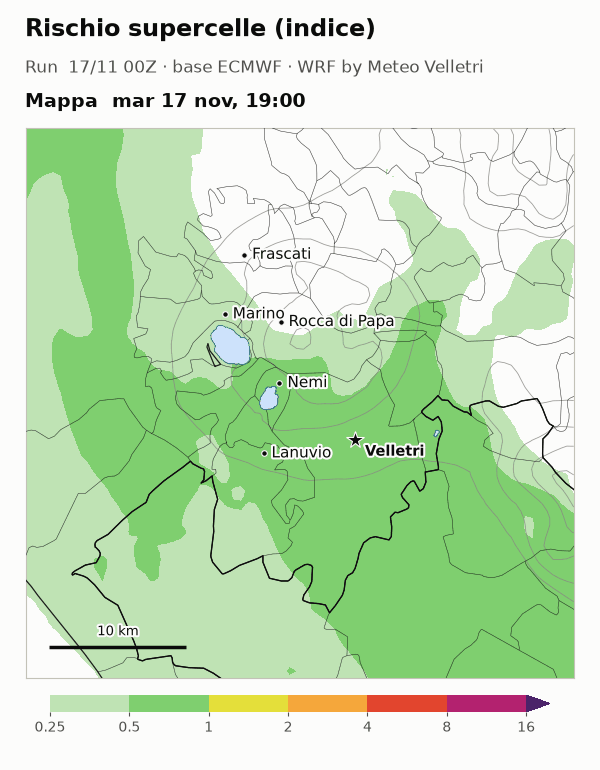 Rischio supercelle (indice)
Run  17/11 00Z · base ECMWF · WRF by Meteo Velletri
Mappa  mar 17 nov, 19:00
Frascati
Marino
Rocca di Papa
Nemi
Velletri
Lanuvio
10 km
0.25 0.5 1 2 4 8 16